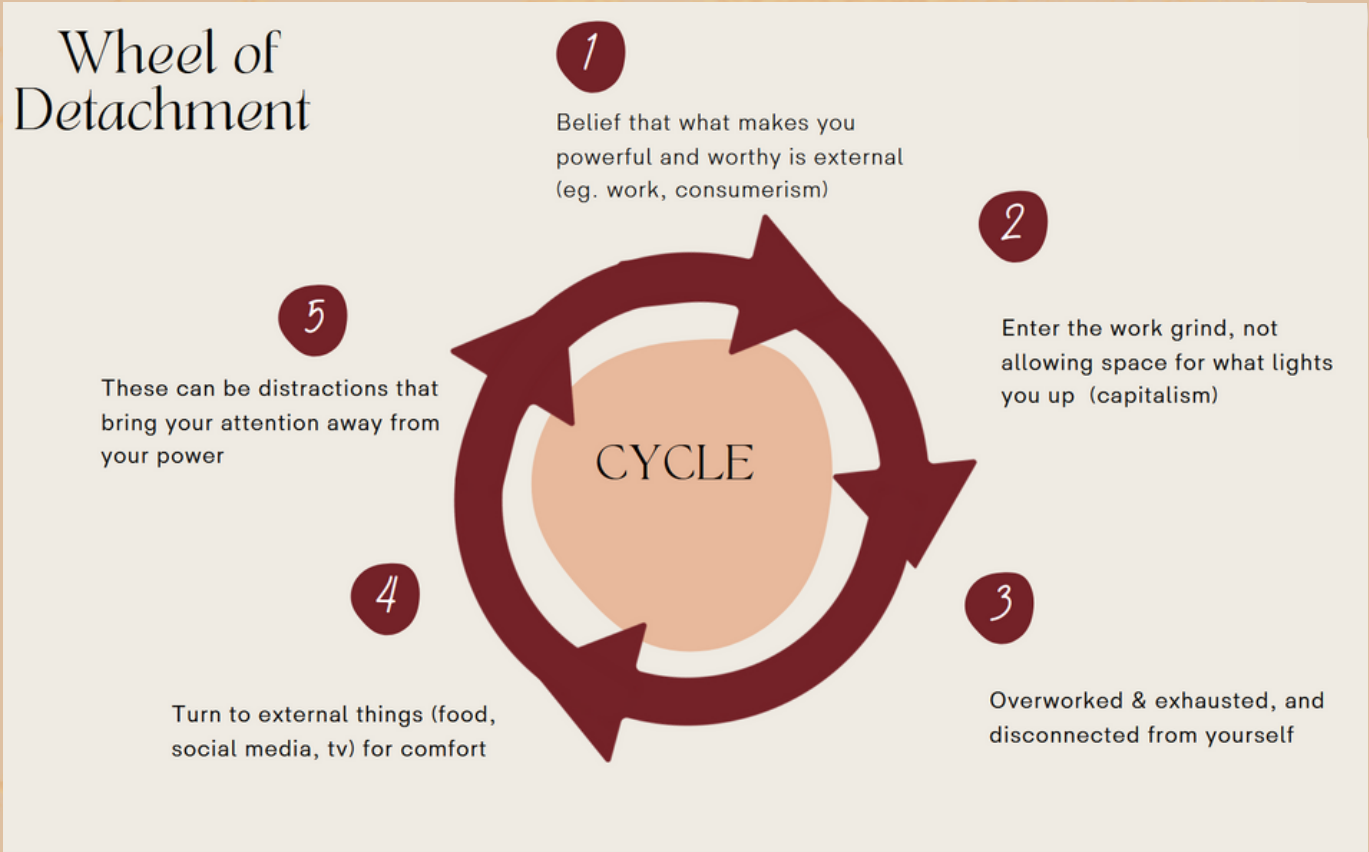 Wheel of
Detachment
1
Belief that what makes you
powerful and worthy is external
(eg. work, consumerism)
2
Enter the work grind, not
allowing space for what lights
you up (capitalism)
3
Overworked & exhausted, and
disconnected from yourself
4
Turn to external things (food,
social media, tv) for comfort
5
These can be distractions that
bring your attention away from
your power
CYCLE